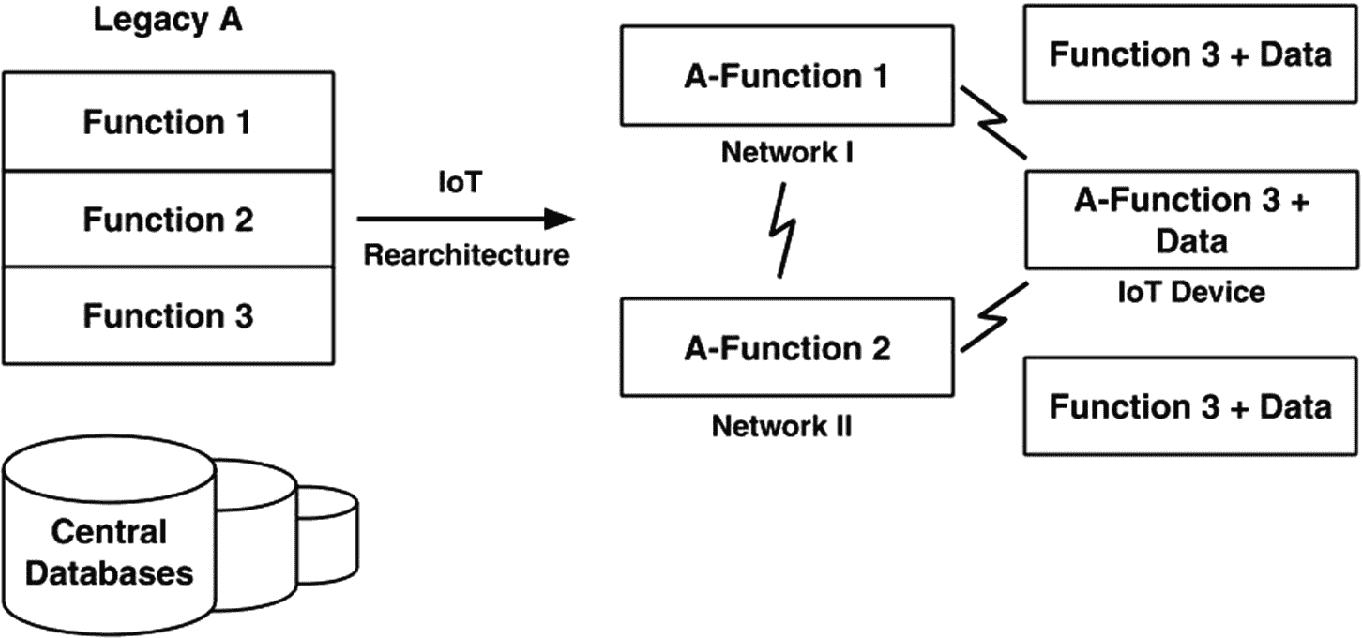 Legacy A
Function 1
Function 2
Function 3
Central
Databases
IoT
Rearchitecture
A-Function 1
Network I
A-Function 2
Network II
Function 3 + Data
A-Function 3 +
Data
IoT Device
Function 3 + Data